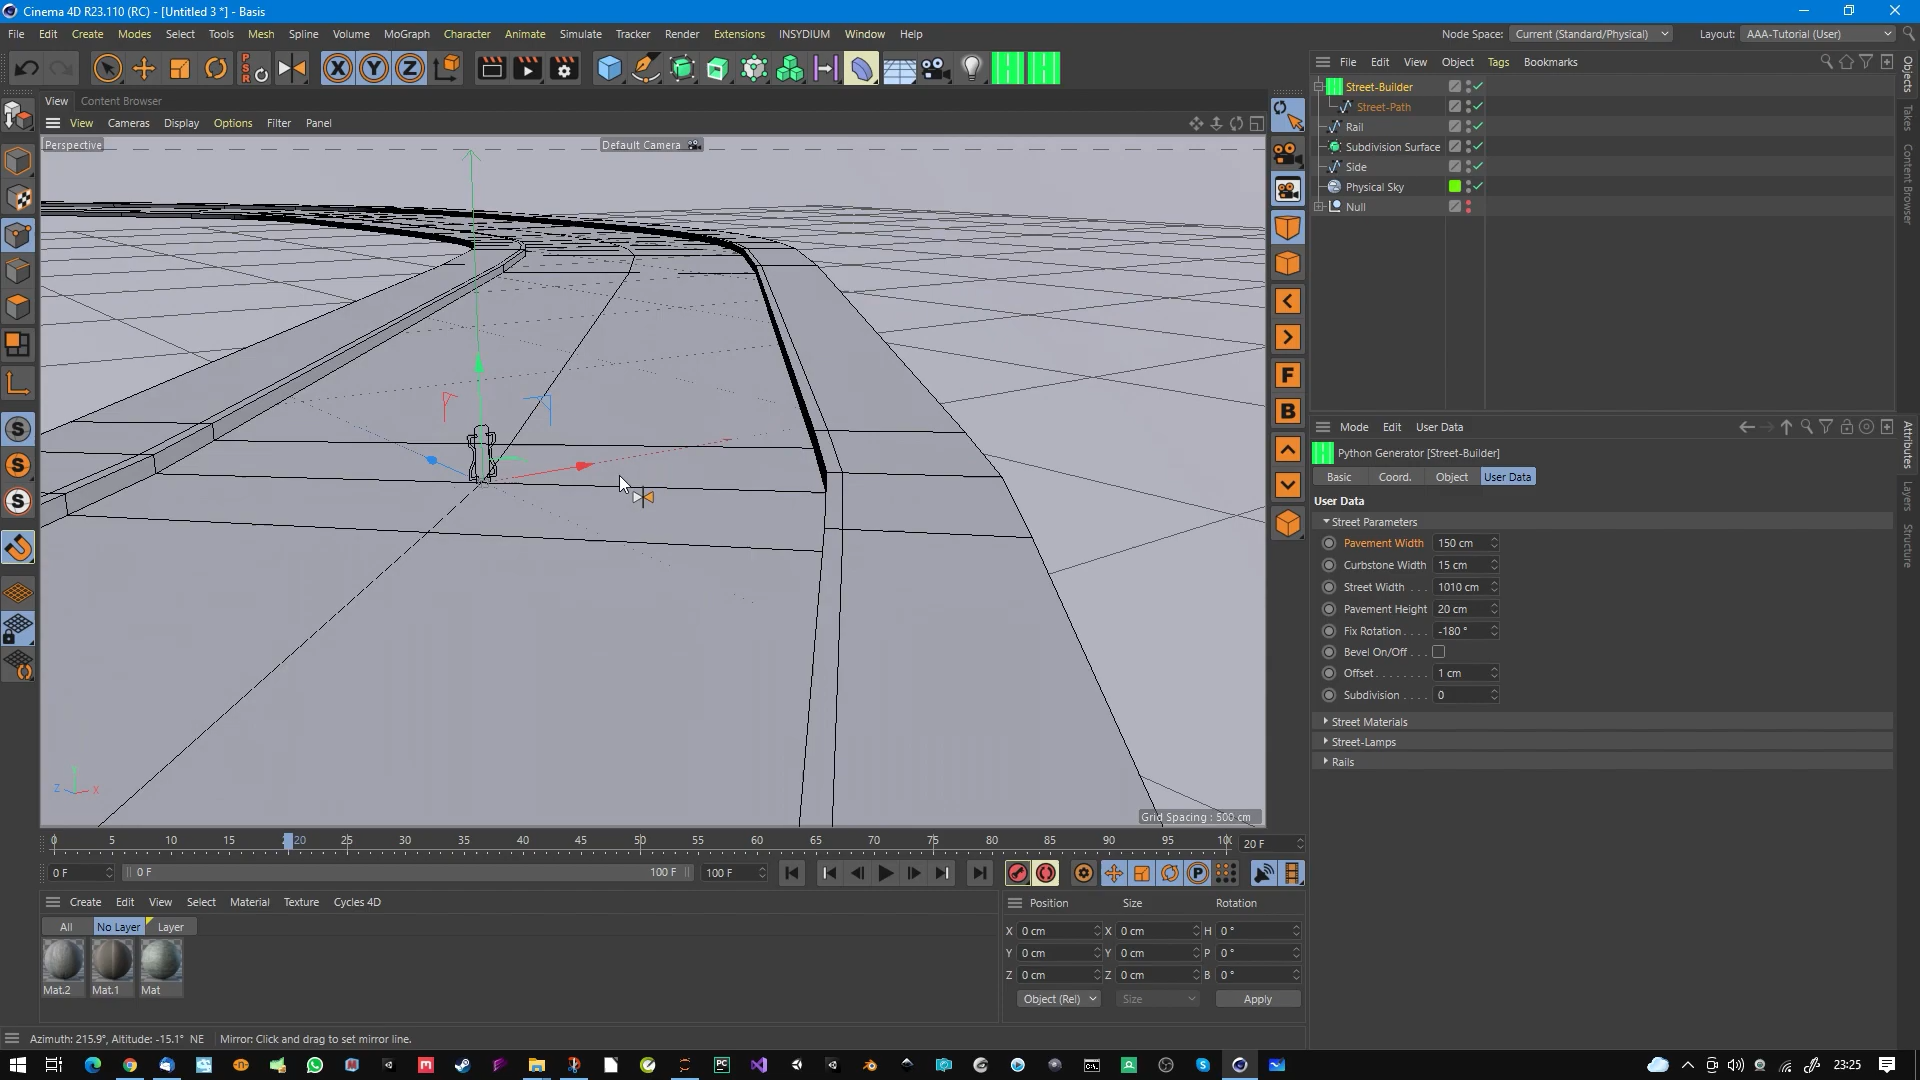 Cinema 4D R23.110 (RC) - [Untitled 3 *] - Basis
File Edit Create Modes Select Tools Mesh Spline Volume MoGraph Character Animate Simulate Tracker Render Extensions INSYDIUM Window Help
Node Space: Current (Standard/Physical) Layout: AAA-Tutorial (User)
P S R X Y Z
File Edit View Object Tags Bookmarks
View Content Browser
View Cameras Display Options Filter Panel
Perspective
Default Camera
Street-Builder
Street-Path
Rail
Subdivision Surface
Side
Physical Sky
Null
Objects
Takes
Content Browser
F
B
S
S
S
Mode Edit User Data
Python Generator [Street-Builder]
Basic Coord. Object User Data
User Data
Street Parameters
Pavement Width 150 cm
Curbstone Width 15 cm
Street Width . . . 1010 cm
Pavement Height 20 cm
Fix Rotation . . . . -180 °
Bevel On/Off . . .
Offset . . . . . . . . 1 cm
Subdivision . . . . 0
Street Materials
Street-Lamps
Rails
Attributes
Layers
Structure
Y
Z X
Grid Spacing : 500 cm
0 5 10 15 20 25 30 35 40 45 50 55 60 65 70 75 80 85 90 95 10 20 F
0 F 0 F 100 F 100 F P
Create Edit View Select Material Texture Cycles 4D
All No Layer Layer
Mat.2 Mat.1 Mat
Position Size Rotation
X 0 cm X 0 cm H 0 °
Y 0 cm Y 0 cm P 0 °
Z 0 cm Z 0 cm B 0 °
Object (Rel) Size Apply
Azimuth: 215.9°, Altitude: -15.1° NE Mirror: Click and drag to set mirror line.
23:25